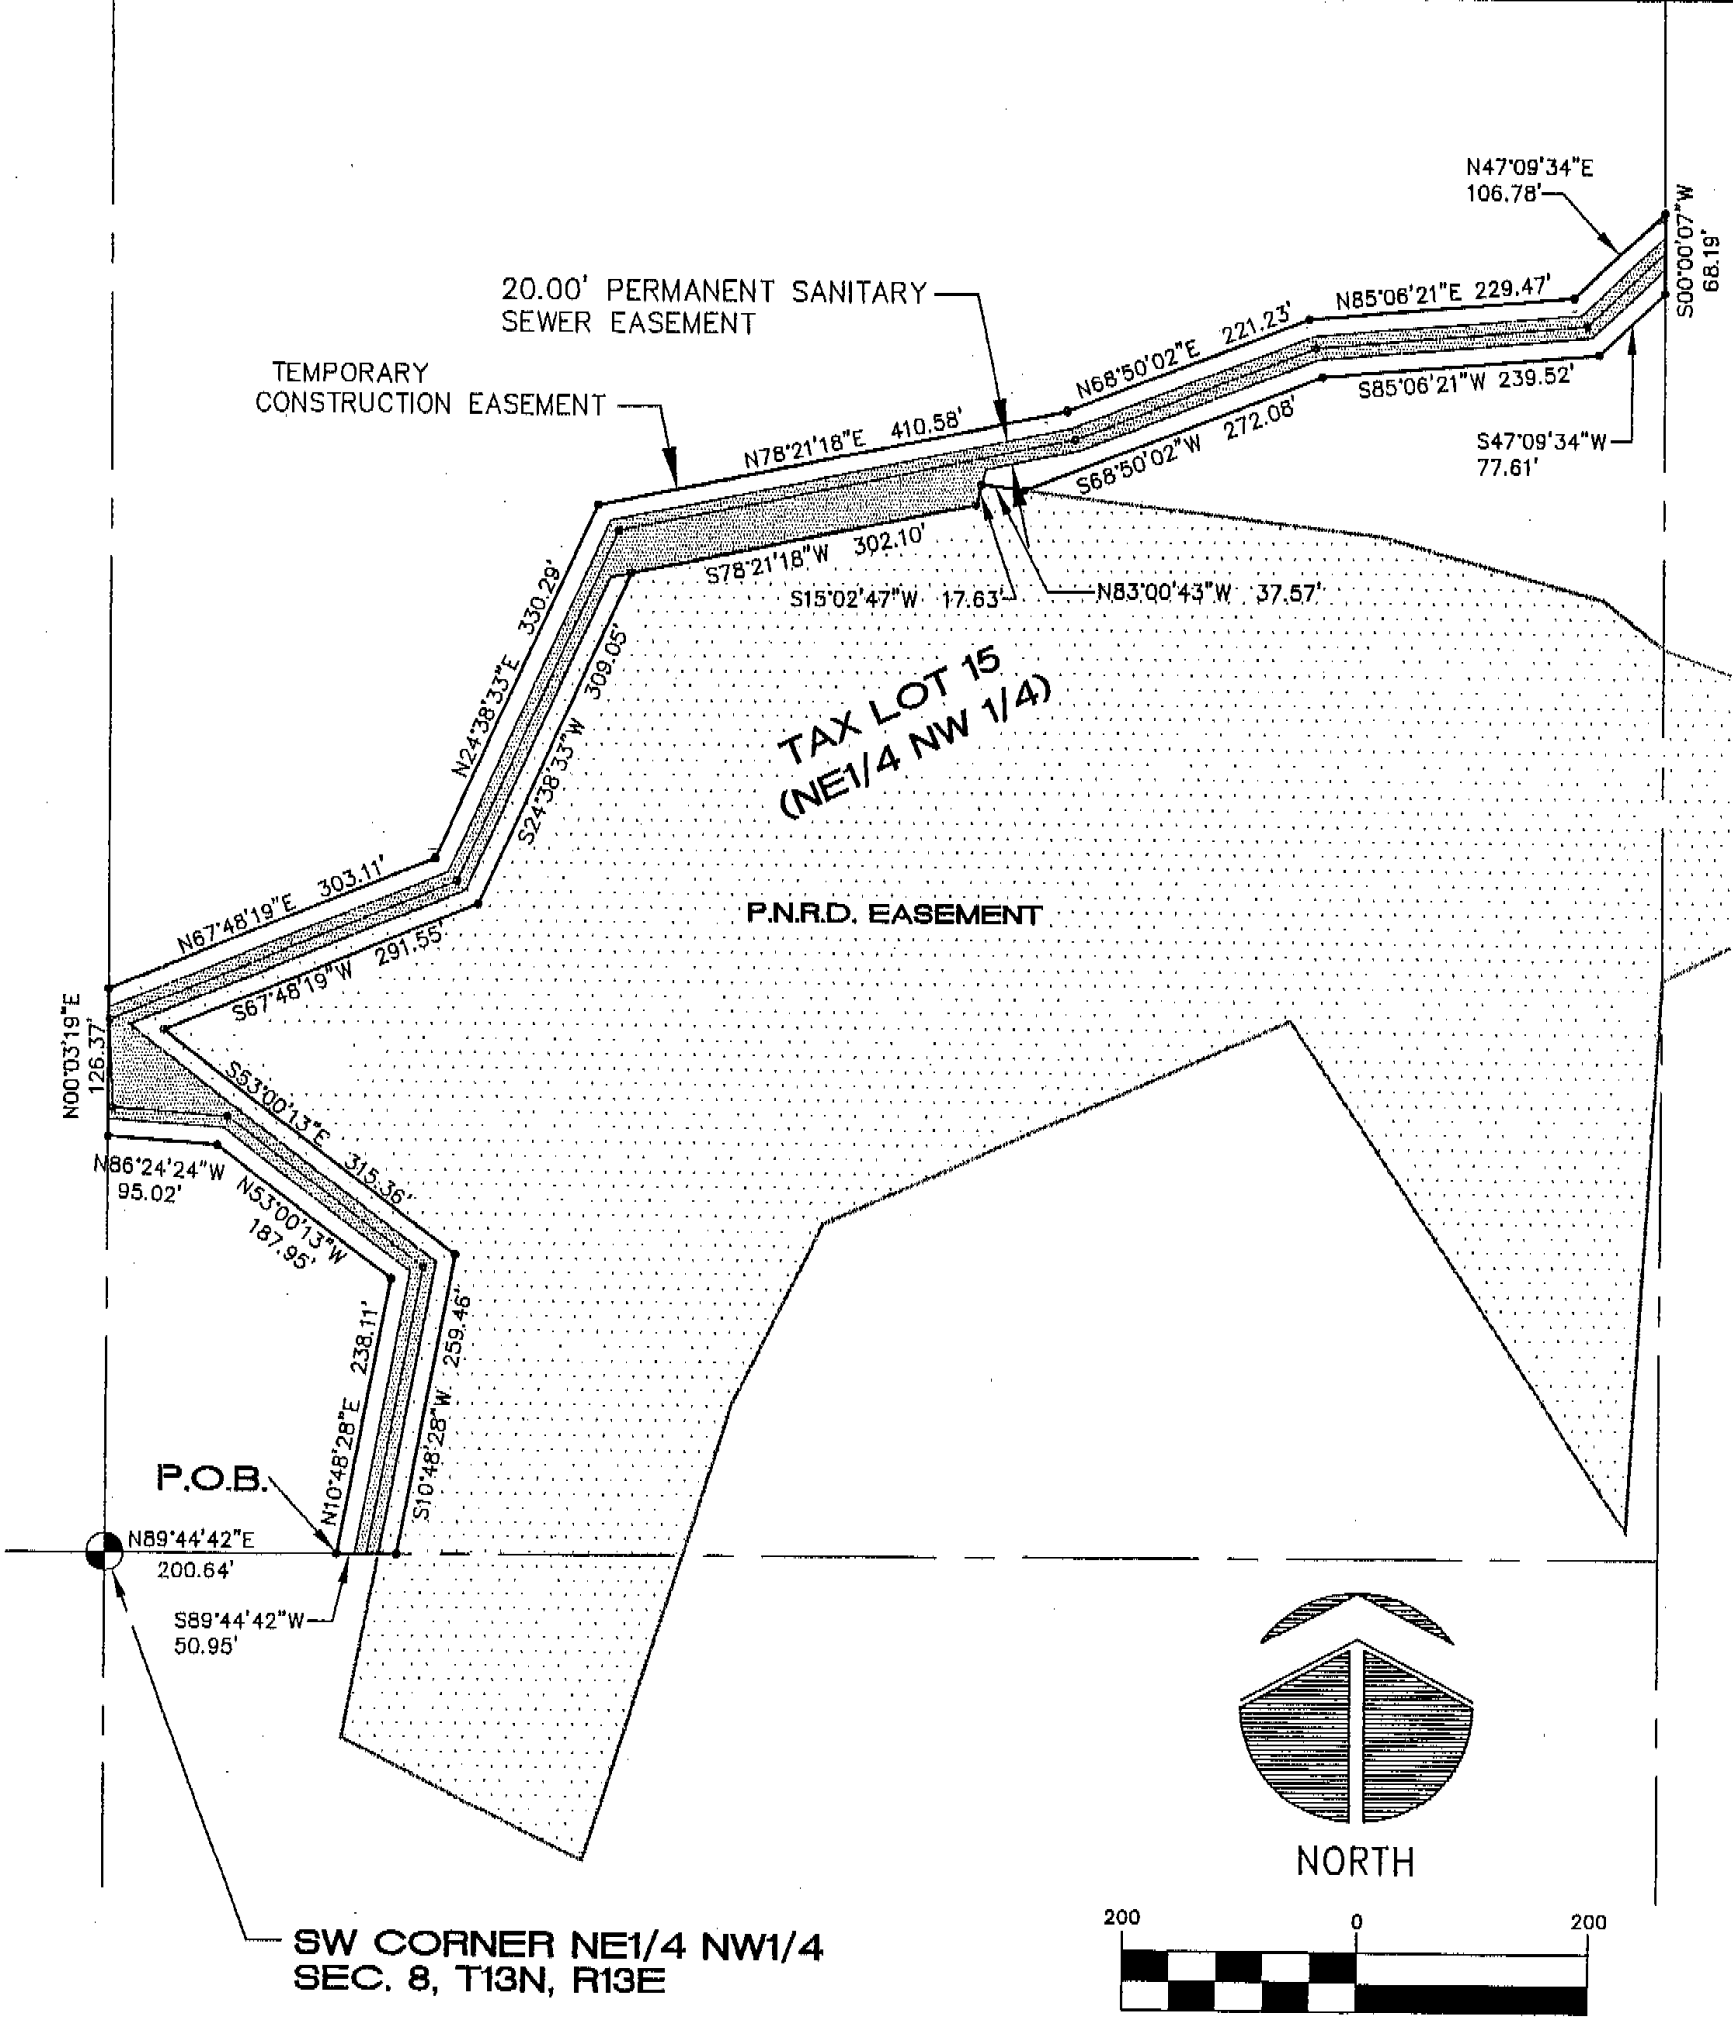 N47°09'34"E
106.78'
S00°00'07"W
68.19'
20.00' PERMANENT SANITARY
SEWER EASEMENT
N85°06'21"E 229.47'
N68°50'02"E 221.23'
TEMPORARY
CONSTRUCTION EASEMENT
S85°06'21"W 239.52'
N78°21'18"E 410.58'
S68°50'02"W 272.08'
S47°09'34"W
77.61'
S78°21'18"W 302.10'
S15°02'47"W 17.63'
N83°00'43"W 37.57'
N24°38'33"E 330.29'
S24°38'33"W 309.05'
TAX LOT 15
(NE1/4 NW 1/4)
N67°48'19"E 303.11'
P.N.R.D. EASEMENT
S67°48'19"W 291.55'
N00°03'19"E
126.37'
S53°00'13"E 315.36'
N86°24'24"W
95.02'
N53°00'13"W
187.95'
N10°48'28"E 238.11'
S10°48'28"W 259.46'
P.O.B.
N89°44'42"E
200.64'
S89°44'42"W
50.95'
NORTH
200 0 200
SW CORNER NE1/4 NW1/4
SEC. 8, T13N, R13E